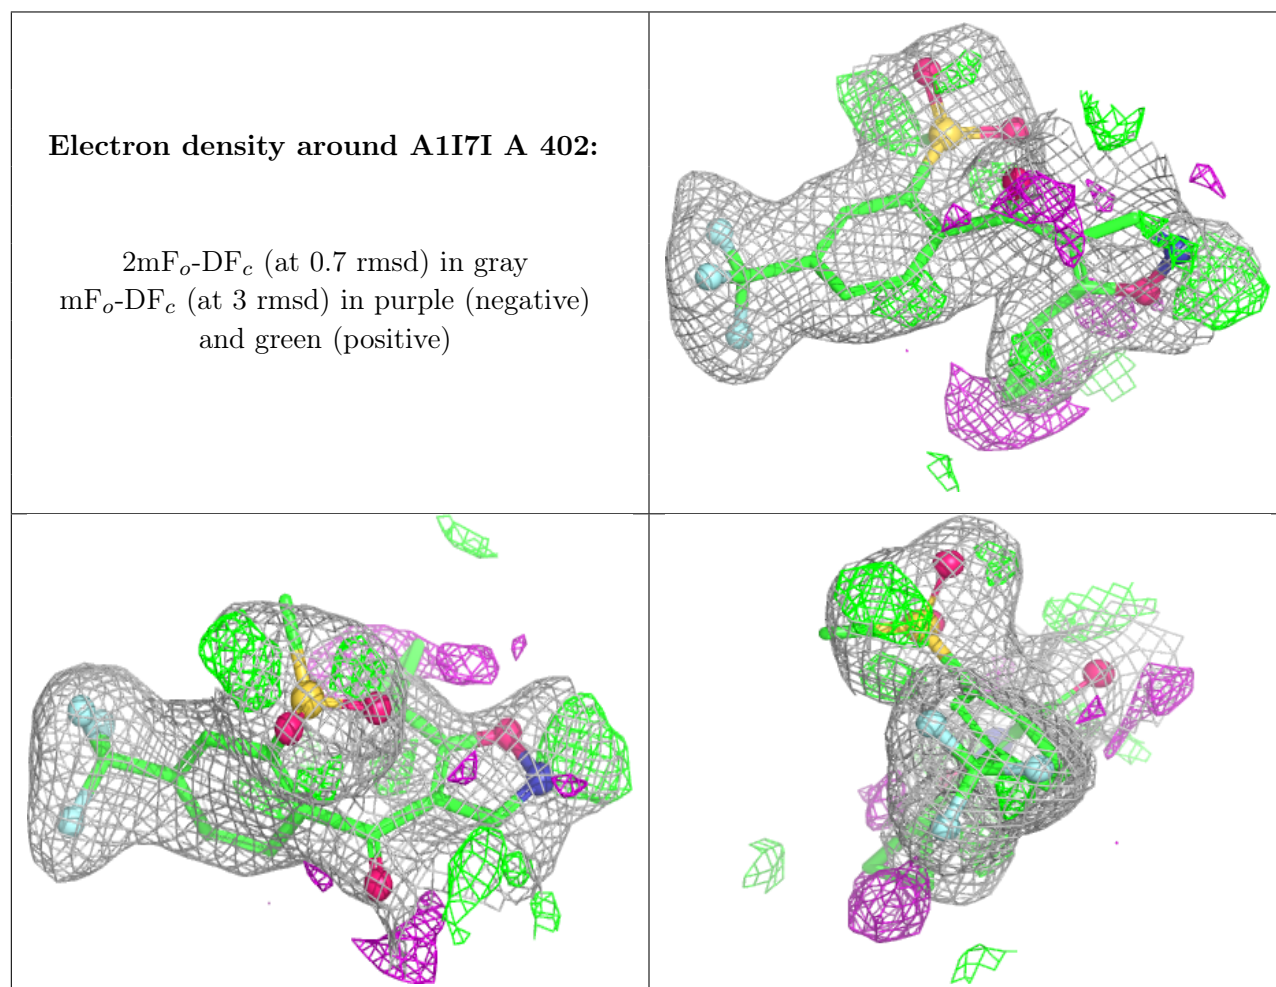 Electron density around A1I7I A 402:
2mFo-DFc (at 0.7 rmsd) in gray
mFo-DFc (at 3 rmsd) in purple (negative)
and green (positive)